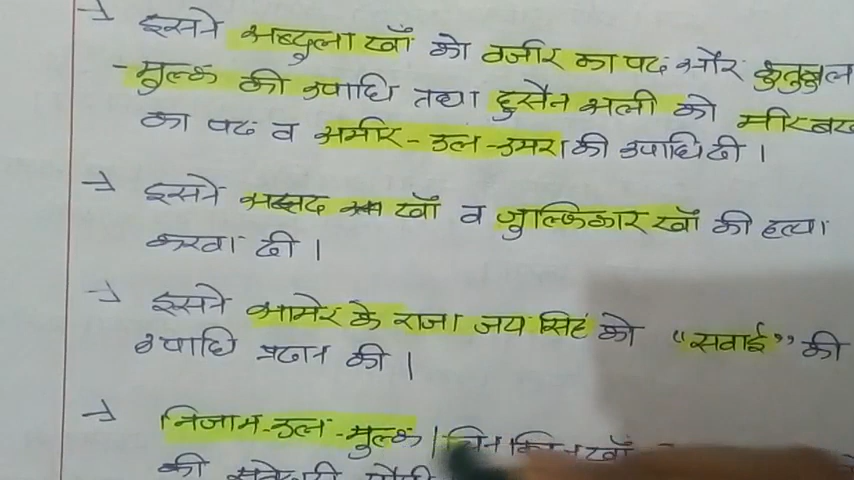 → इसने अब्दुला खाँ को वजीर का पद और कुतुबुल
-मुल्क की उपाधि तथा हुसैन अली को मीर बख
का पद व अमीर-उल-उमरा की उपाधि दी।
→ इसने असद खाँ व जुल्फिकार खाँ की हत्या
करवा दी।
→ इसने आमेर के राजा जय सिंह को “सवाई” की
उपाधि प्रदान की।
→ निजाम-उल-मुल्क |
की